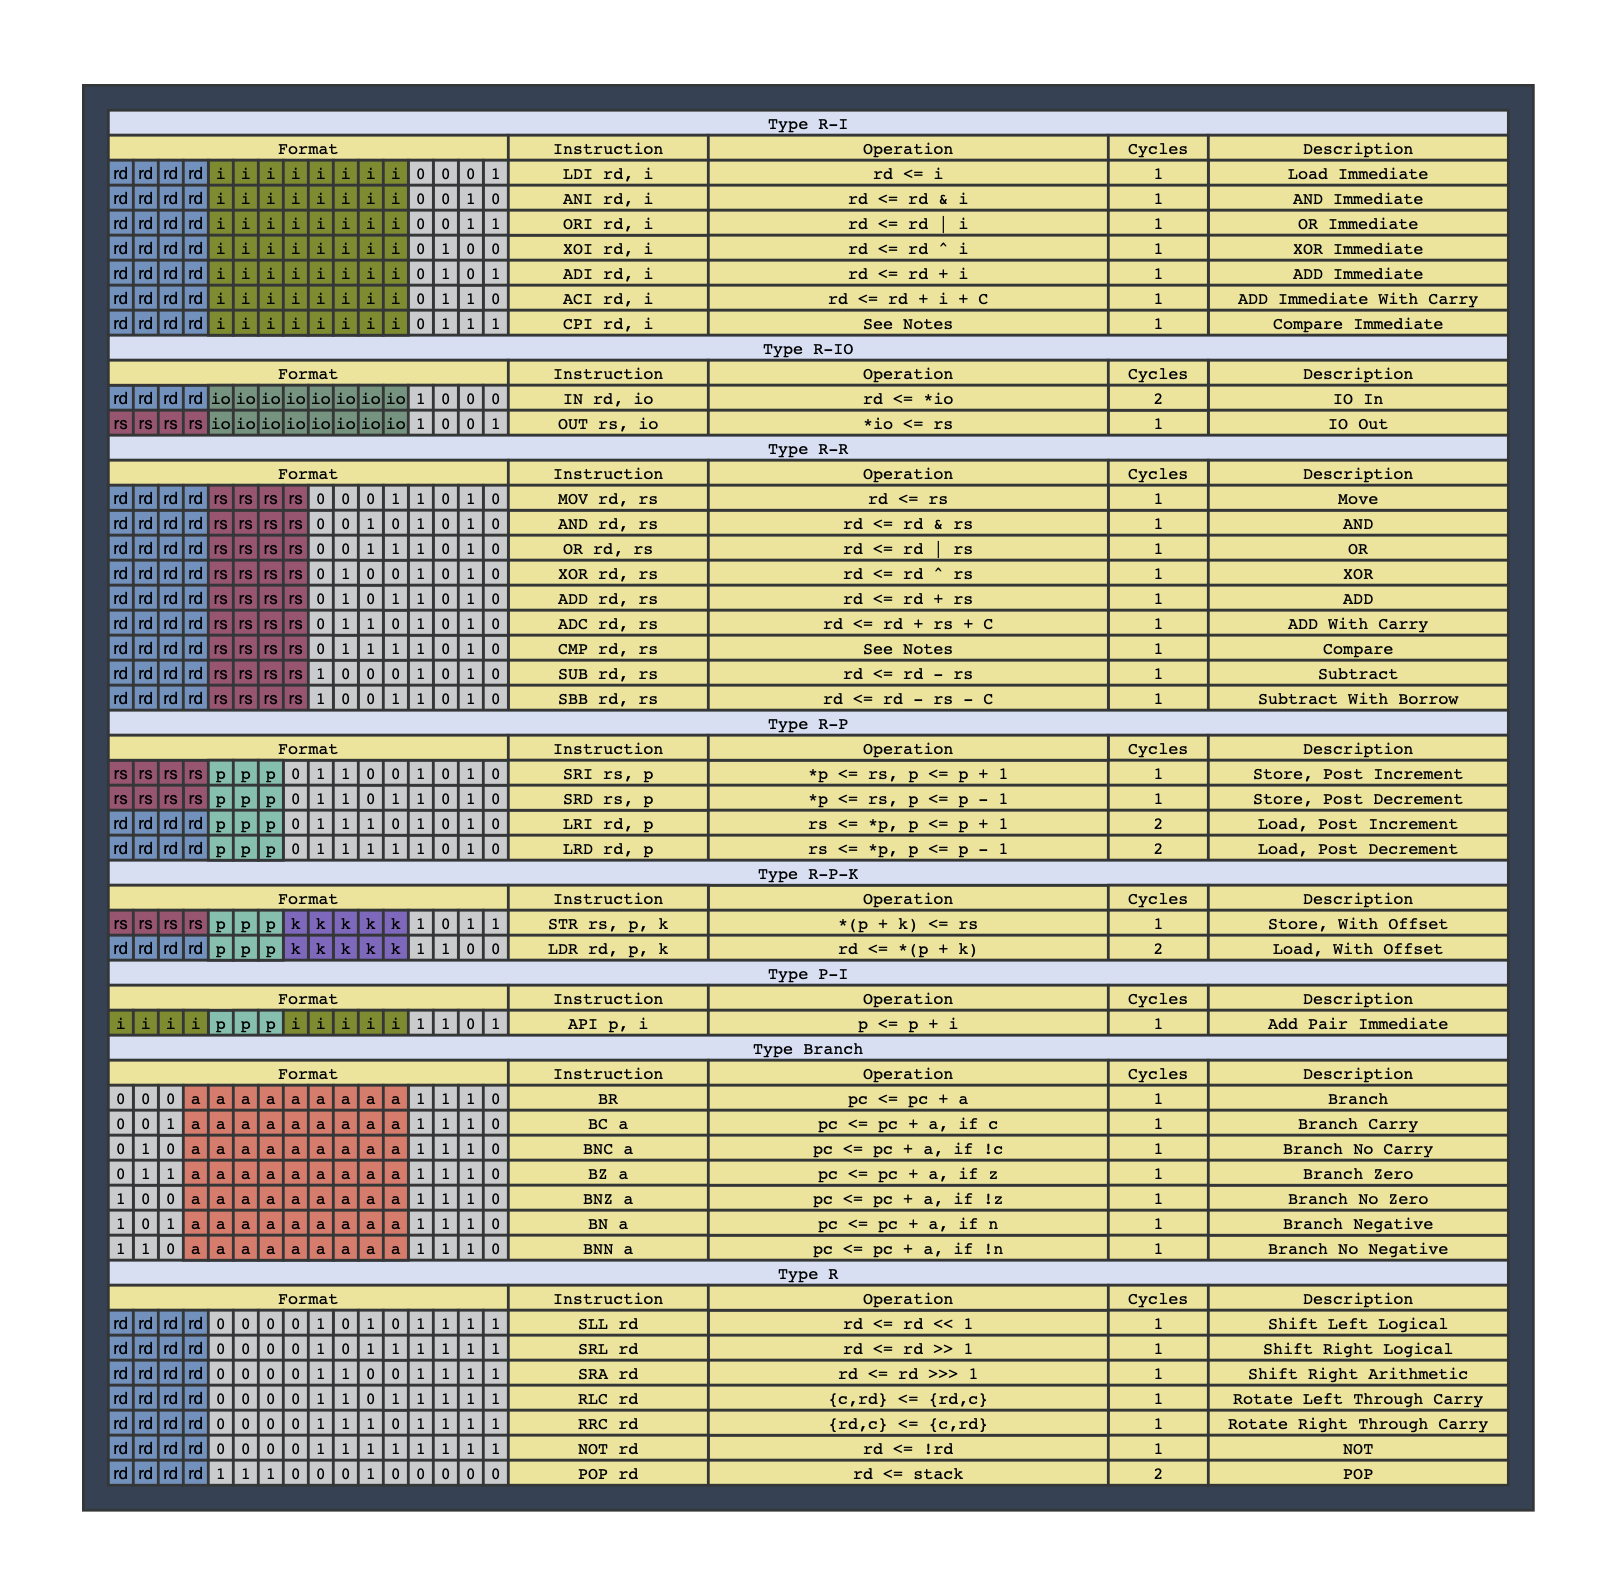 Type R-I
Format Instruction Operation Cycles Description
rd rd rd rd i i i i i i i i 0 0 0 1 LDI rd, i rd <= i 1 Load Immediate
rd rd rd rd i i i i i i i i 0 0 1 0 ANI rd, i rd <= rd & i 1 AND Immediate
rd rd rd rd i i i i i i i i 0 0 1 1 ORI rd, i rd <= rd | i 1 OR Immediate
rd rd rd rd i i i i i i i i 0 1 0 0 XOI rd, i rd <= rd ^ i 1 XOR Immediate
rd rd rd rd i i i i i i i i 0 1 0 1 ADI rd, i rd <= rd + i 1 ADD Immediate
rd rd rd rd i i i i i i i i 0 1 1 0 ACI rd, i rd <= rd + i + C 1 ADD Immediate With Carry
rd rd rd rd i i i i i i i i 0 1 1 1 CPI rd, i See Notes 1 Compare Immediate
Type R-IO
Format Instruction Operation Cycles Description
rd rd rd rd io io io io io io io io 1 0 0 0 IN rd, io rd <= *io 2 IO In
rs rs rs rs io io io io io io io io 1 0 0 1 OUT rs, io *io <= rs 1 IO Out
Type R-R
Format Instruction Operation Cycles Description
rd rd rd rd rs rs rs rs 0 0 0 1 1 0 1 0 MOV rd, rs rd <= rs 1 Move
rd rd rd rd rs rs rs rs 0 0 1 0 1 0 1 0 AND rd, rs rd <= rd & rs 1 AND
rd rd rd rd rs rs rs rs 0 0 1 1 1 0 1 0 OR rd, rs rd <= rd | rs 1 OR
rd rd rd rd rs rs rs rs 0 1 0 0 1 0 1 0 XOR rd, rs rd <= rd ^ rs 1 XOR
rd rd rd rd rs rs rs rs 0 1 0 1 1 0 1 0 ADD rd, rs rd <= rd + rs 1 ADD
rd rd rd rd rs rs rs rs 0 1 1 0 1 0 1 0 ADC rd, rs rd <= rd + rs + C 1 ADD With Carry
rd rd rd rd rs rs rs rs 0 1 1 1 1 0 1 0 CMP rd, rs See Notes 1 Compare
rd rd rd rd rs rs rs rs 1 0 0 0 1 0 1 0 SUB rd, rs rd <= rd - rs 1 Subtract
rd rd rd rd rs rs rs rs 1 0 0 1 1 0 1 0 SBB rd, rs rd <= rd - rs - C 1 Subtract With Borrow
Type R-P
Format Instruction Operation Cycles Description
rs rs rs rs p p p 0 1 1 0 0 1 0 1 0 SRI rs, p *p <= rs, p <= p + 1 1 Store, Post Increment
rs rs rs rs p p p 0 1 1 0 1 1 0 1 0 SRD rs, p *p <= rs, p <= p - 1 1 Store, Post Decrement
rd rd rd rd p p p 0 1 1 1 0 1 0 1 0 LRI rd, p rs <= *p, p <= p + 1 2 Load, Post Increment
rd rd rd rd p p p 0 1 1 1 1 1 0 1 0 LRD rd, p rs <= *p, p <= p - 1 2 Load, Post Decrement
Type R-P-K
Format Instruction Operation Cycles Description
rs rs rs rs p p p k k k k k 1 0 1 1 STR rs, p, k *(p + k) <= rs 1 Store, With Offset
rd rd rd rd p p p k k k k k 1 1 0 0 LDR rd, p, k rd <= *(p + k) 2 Load, With Offset
Type P-I
Format Instruction Operation Cycles Description
i i i i p p p i i i i i 1 1 0 1 API p, i p <= p + i 1 Add Pair Immediate
Type Branch
Format Instruction Operation Cycles Description
0 0 0 a a a a a a a a a 1 1 1 0 BR pc <= pc + a 1 Branch
0 0 1 a a a a a a a a a 1 1 1 0 BC a pc <= pc + a, if c 1 Branch Carry
0 1 0 a a a a a a a a a 1 1 1 0 BNC a pc <= pc + a, if !c 1 Branch No Carry
0 1 1 a a a a a a a a a 1 1 1 0 BZ a pc <= pc + a, if z 1 Branch Zero
1 0 0 a a a a a a a a a 1 1 1 0 BNZ a pc <= pc + a, if !z 1 Branch No Zero
1 0 1 a a a a a a a a a 1 1 1 0 BN a pc <= pc + a, if n 1 Branch Negative
1 1 0 a a a a a a a a a 1 1 1 0 BNN a pc <= pc + a, if !n 1 Branch No Negative
Type R
Format Instruction Operation Cycles Description
rd rd rd rd 0 0 0 0 1 0 1 0 1 1 1 1 SLL rd rd <= rd << 1 1 Shift Left Logical
rd rd rd rd 0 0 0 0 1 0 1 1 1 1 1 1 SRL rd rd <= rd >> 1 1 Shift Right Logical
rd rd rd rd 0 0 0 0 1 1 0 0 1 1 1 1 SRA rd rd <= rd >>> 1 1 Shift Right Arithmetic
rd rd rd rd 0 0 0 0 1 1 0 1 1 1 1 1 RLC rd {c,rd} <= {rd,c} 1 Rotate Left Through Carry
rd rd rd rd 0 0 0 0 1 1 1 0 1 1 1 1 RRC rd {rd,c} <= {c,rd} 1 Rotate Right Through Carry
rd rd rd rd 0 0 0 0 1 1 1 1 1 1 1 1 NOT rd rd <= !rd 1 NOT
rd rd rd rd 1 1 1 0 0 0 1 0 0 0 0 0 POP rd rd <= stack 2 POP